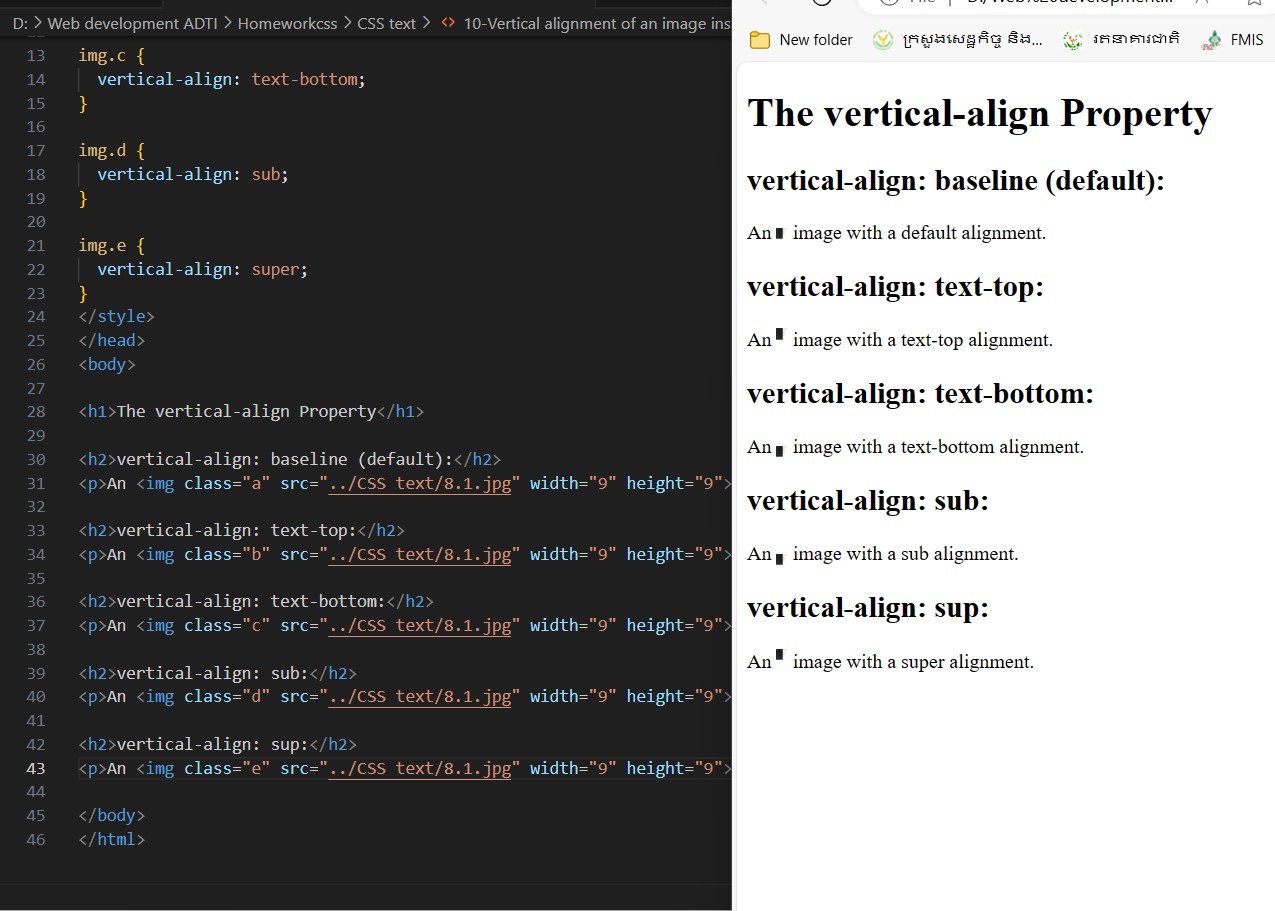 D: > Web development ADTI > Homeworkcss > CSS text > <> 10-Vertical alignment of an image ins
13 img.c {
14 vertical-align: text-bottom;
15 }
16
17 img.d {
18 vertical-align: sub;
19 }
20
21 img.e {
22 vertical-align: super;
23 }
24 </style>
25 </head>
26 <body>
27
28 <h1>The vertical-align Property</h1>
29
30 <h2>vertical-align: baseline (default):</h2>
31 <p>An <img class="a" src="../CSS text/8.1.jpg" width="9" height="9">
32
33 <h2>vertical-align: text-top:</h2>
34 <p>An <img class="b" src="../CSS text/8.1.jpg" width="9" height="9">
35
36 <h2>vertical-align: text-bottom:</h2>
37 <p>An <img class="c" src="../CSS text/8.1.jpg" width="9" height="9">
38
39 <h2>vertical-align: sub:</h2>
40 <p>An <img class="d" src="../CSS text/8.1.jpg" width="9" height="9">
41
42 <h2>vertical-align: sup:</h2>
43 <p>An <img class="e" src="../CSS text/8.1.jpg" width="9" height="9">
44
45 </body>
46 </html>
New folder ក្រសួងសេដ្ឋកិច្ច និង... រតនាគារជាតិ FMIS
The vertical-align Property
vertical-align: baseline (default):
An image with a default alignment.
vertical-align: text-top:
An image with a text-top alignment.
vertical-align: text-bottom:
An image with a text-bottom alignment.
vertical-align: sub:
An image with a sub alignment.
vertical-align: sup:
An image with a super alignment.